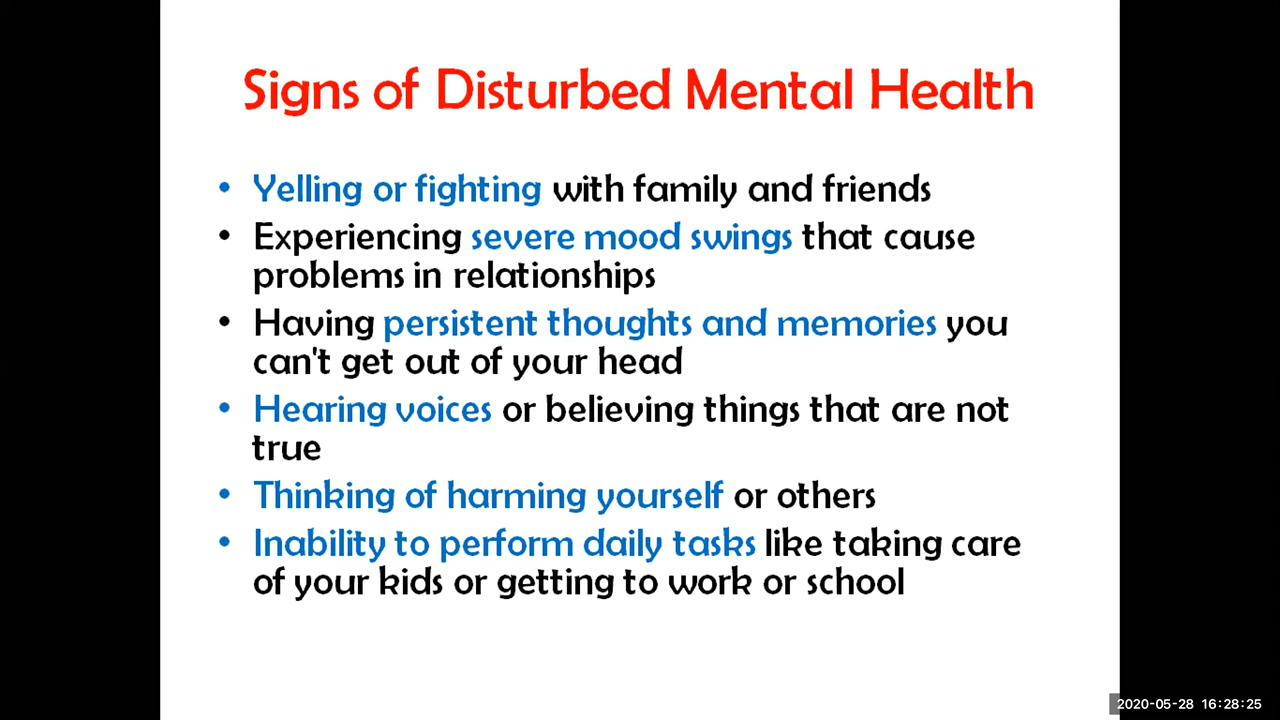 Signs of Disturbed Mental Health
• Yelling or fighting with family and friends
• Experiencing severe mood swings that cause
problems in relationships
• Having persistent thoughts and memories you
can't get out of your head
• Hearing voices or believing things that are not
true
• Thinking of harming yourself or others
• Inability to perform daily tasks like taking care
of your kids or getting to work or school
2020-05-28 16:28:25